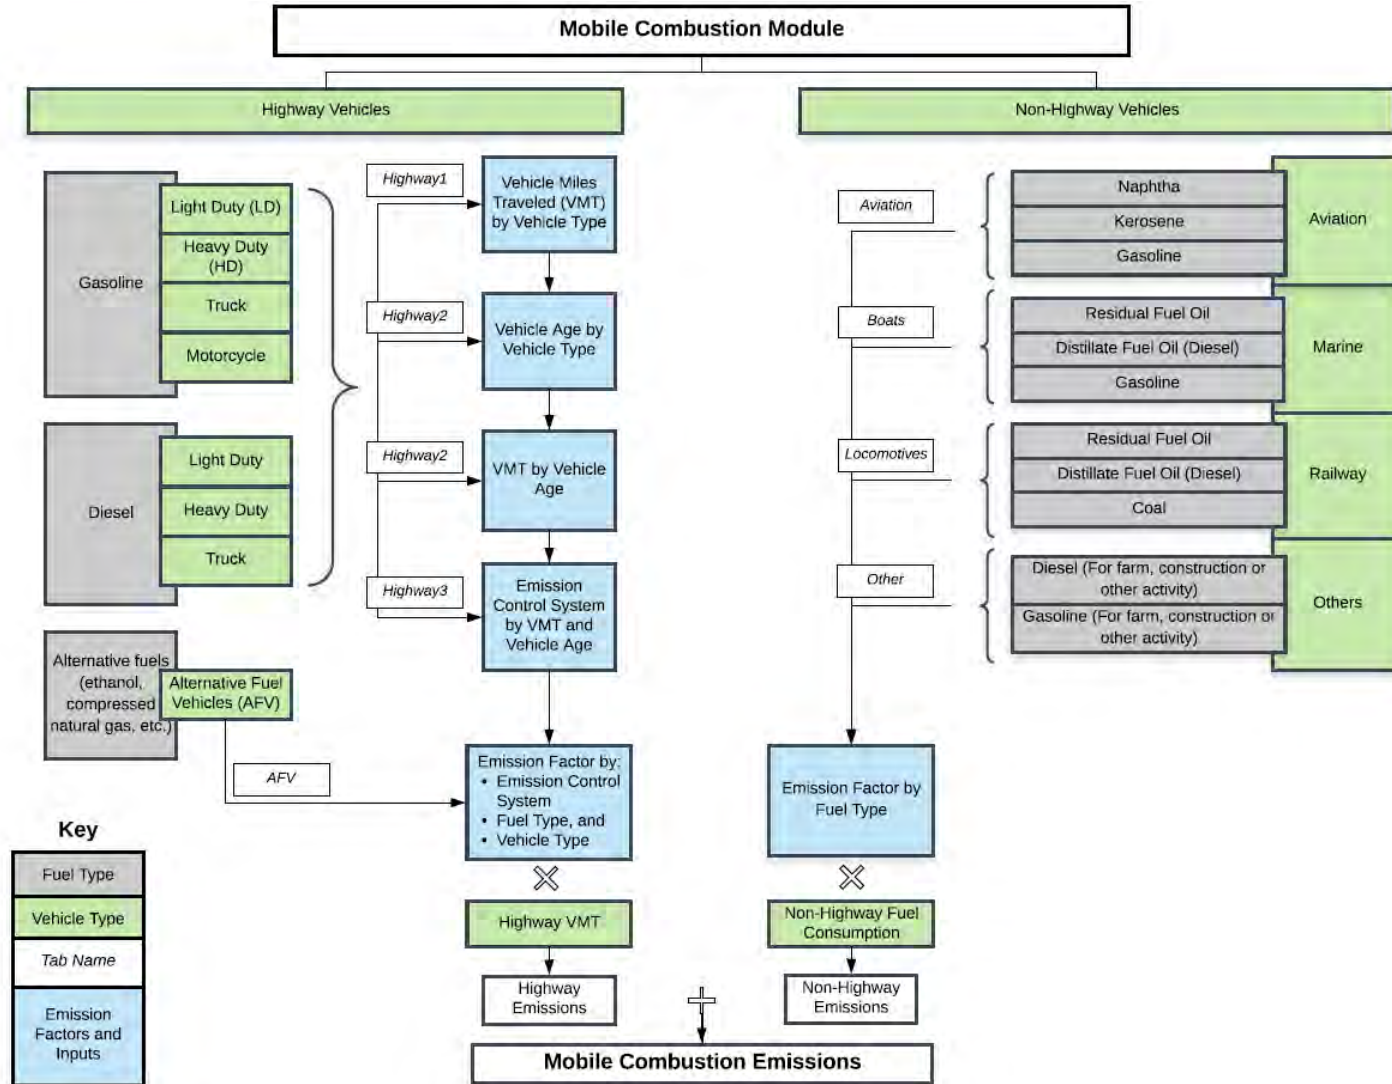 Mobile Combustion Module
Highway Vehicles
Non-Highway Vehicles
Gasoline
Light Duty (LD)
Heavy Duty
(HD)
Truck
Motorcycle
Diesel
Light Duty
Heavy Duty
Truck
Alternative fuels
(ethanol,
compressed
natural gas, etc.)
Alternative Fuel
Vehicles (AFV)
AFV
Highway1
Highway2
Highway2
Highway3
Vehicle Miles
Traveled (VMT)
by Vehicle Type
Vehicle Age by
Vehicle Type
VMT by Vehicle
Age
Emission
Control System
by VMT and
Vehicle Age
Emission Factor by:
• Emission Control
System
• Fuel Type, and
• Vehicle Type
Highway VMT
Highway
Emissions
Aviation
Boats
Locomotives
Other
Naphtha
Kerosene
Gasoline
Aviation
Residual Fuel Oil
Distillate Fuel Oil (Diesel)
Gasoline
Marine
Residual Fuel Oil
Distillate Fuel Oil (Diesel)
Coal
Railway
Diesel (For farm, construction or
other activity)
Gasoline (For farm, construction or
other activity)
Others
Emission Factor by
Fuel Type
Non-Highway Fuel
Consumption
Non-Highway
Emissions
Mobile Combustion Emissions
Key
Fuel Type
Vehicle Type
Tab Name
Emission
Factors and
Inputs